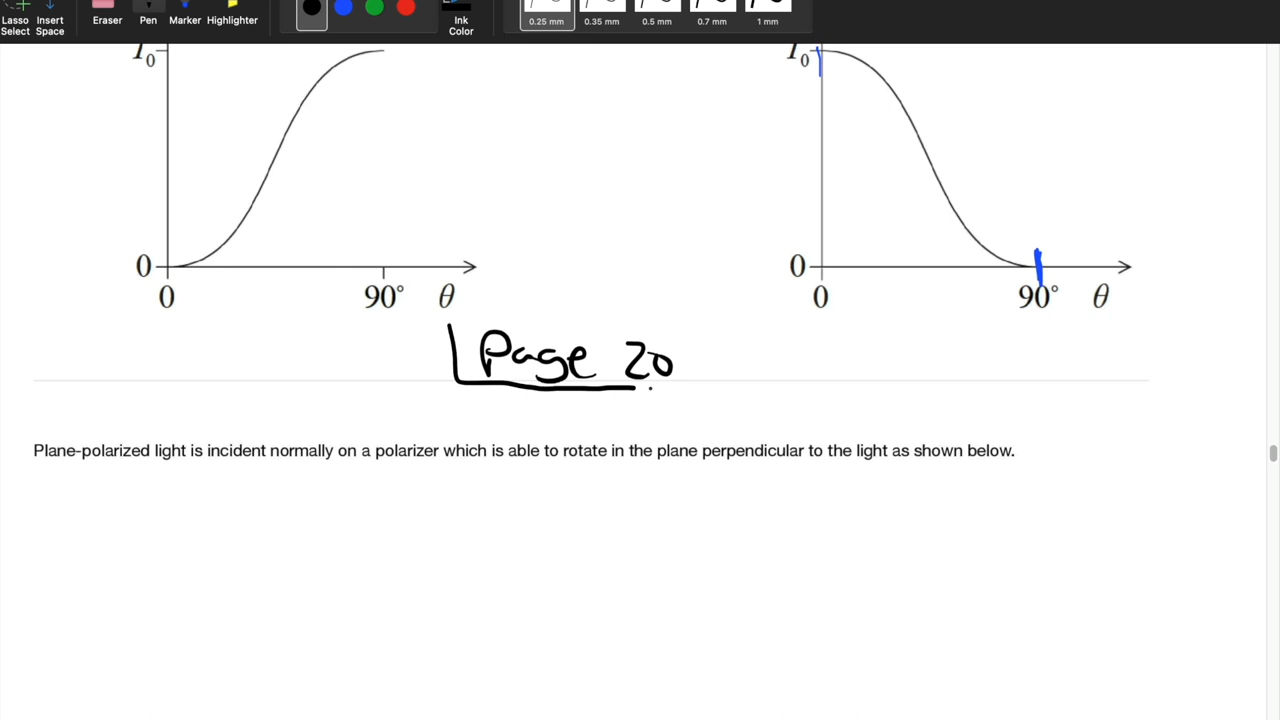 Lasso Select
Insert Space
Eraser
Pen
Marker
Highlighter
Ink Color
0.25 mm
0.35 mm
0.5 mm
0.7 mm
1 mm
I₀
0
0
90°
θ
I₀
0
0
90°
θ
Page 20
Plane-polarized light is incident normally on a polarizer which is able to rotate in the plane perpendicular to the light as shown below.